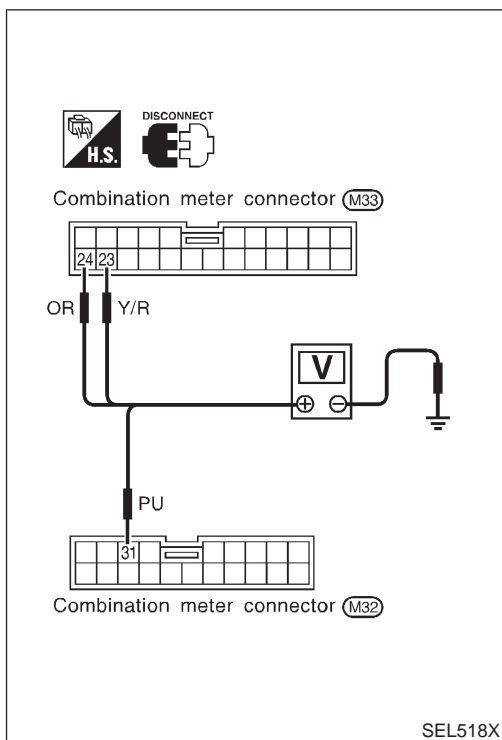 DISCONNECT
H.S.
Combination meter connector M33
24 23
OR Y/R
V
+ −
PU
31
Combination meter connector M32
SEL518X